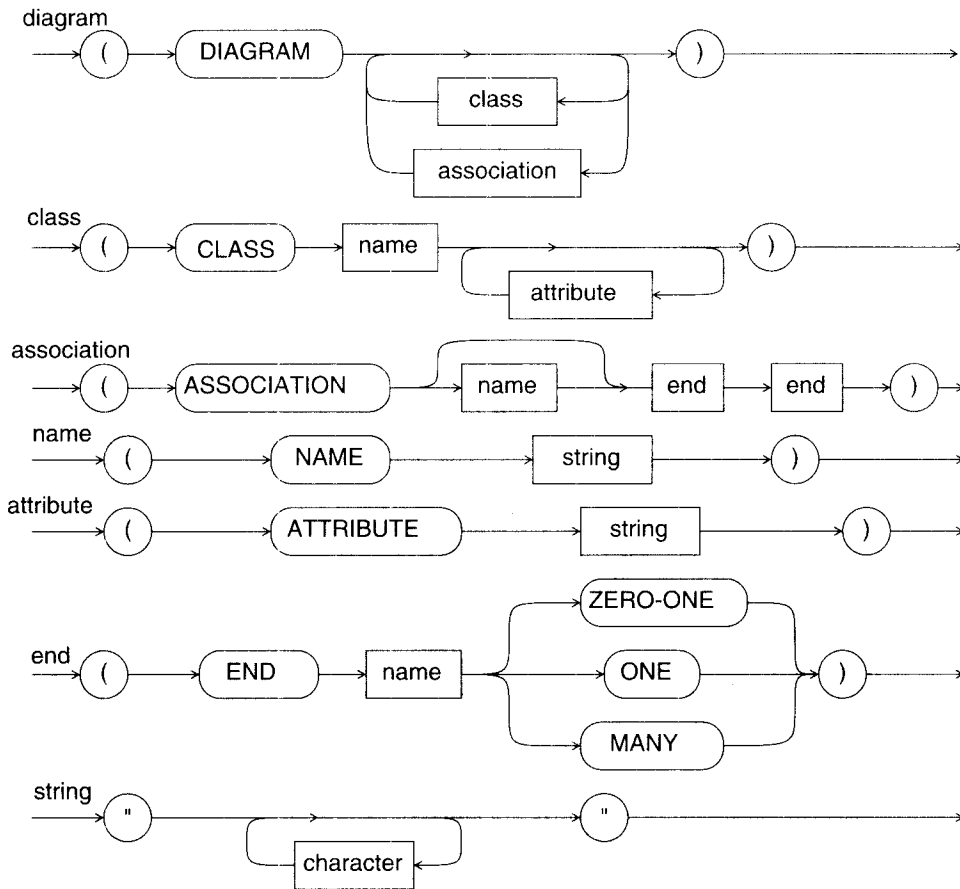 diagram
( DIAGRAM )
class
association
class
( CLASS name )
attribute
association
( ASSOCIATION name end end )
name
( NAME string )
attribute
( ATTRIBUTE string )
ZERO-ONE
end
( END name ONE )
MANY
string
" "
character